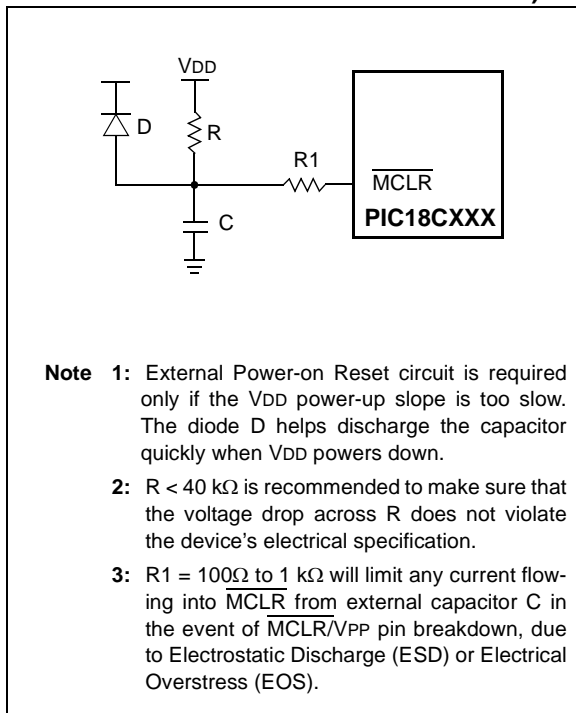 VDD
D
R
R1
MCLR
C
PIC18CXXX
Note 1: External Power-on Reset circuit is required
only if the VDD power-up slope is too slow.
The diode D helps discharge the capacitor
quickly when VDD powers down.
2: R < 40 kΩ is recommended to make sure that
the voltage drop across R does not violate
the device's electrical specification.
3: R1 = 100Ω to 1 kΩ will limit any current flow-
ing into MCLR from external capacitor C in
the event of MCLR/VPP pin breakdown, due
to Electrostatic Discharge (ESD) or Electrical
Overstress (EOS).